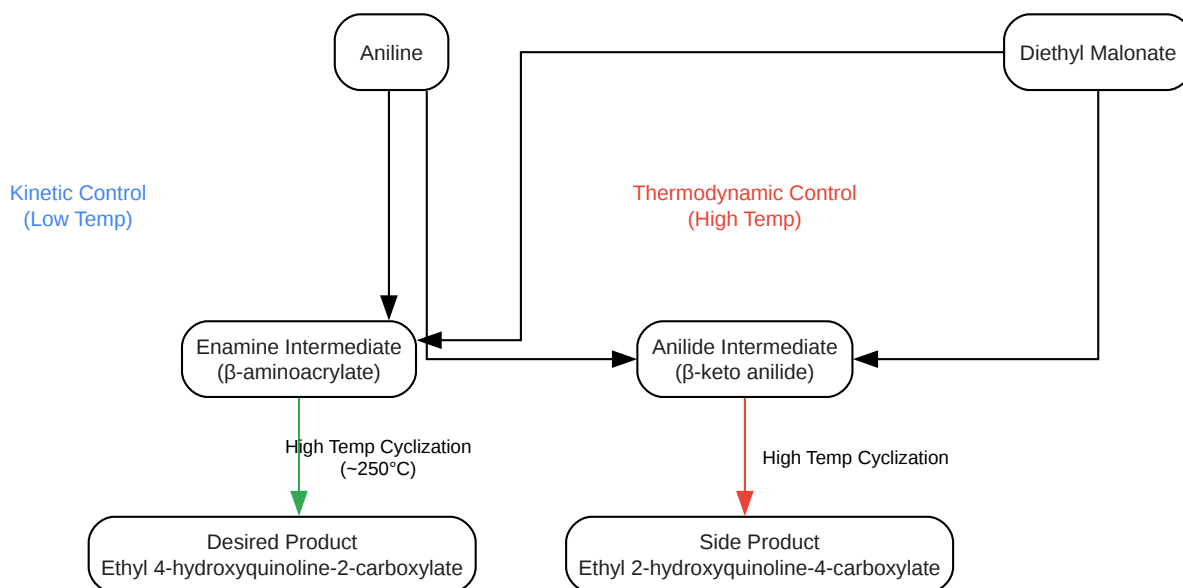 Aniline
Diethyl Malonate
Kinetic Control
(Low Temp)
Thermodynamic Control
(High Temp)
Enamine Intermediate
(β-aminoacrylate)
Anilide Intermediate
(β-keto anilide)
High Temp Cyclization
(~250°C)
High Temp Cyclization
Desired Product
Ethyl 4-hydroxyquinoline-2-carboxylate
Side Product
Ethyl 2-hydroxyquinoline-4-carboxylate